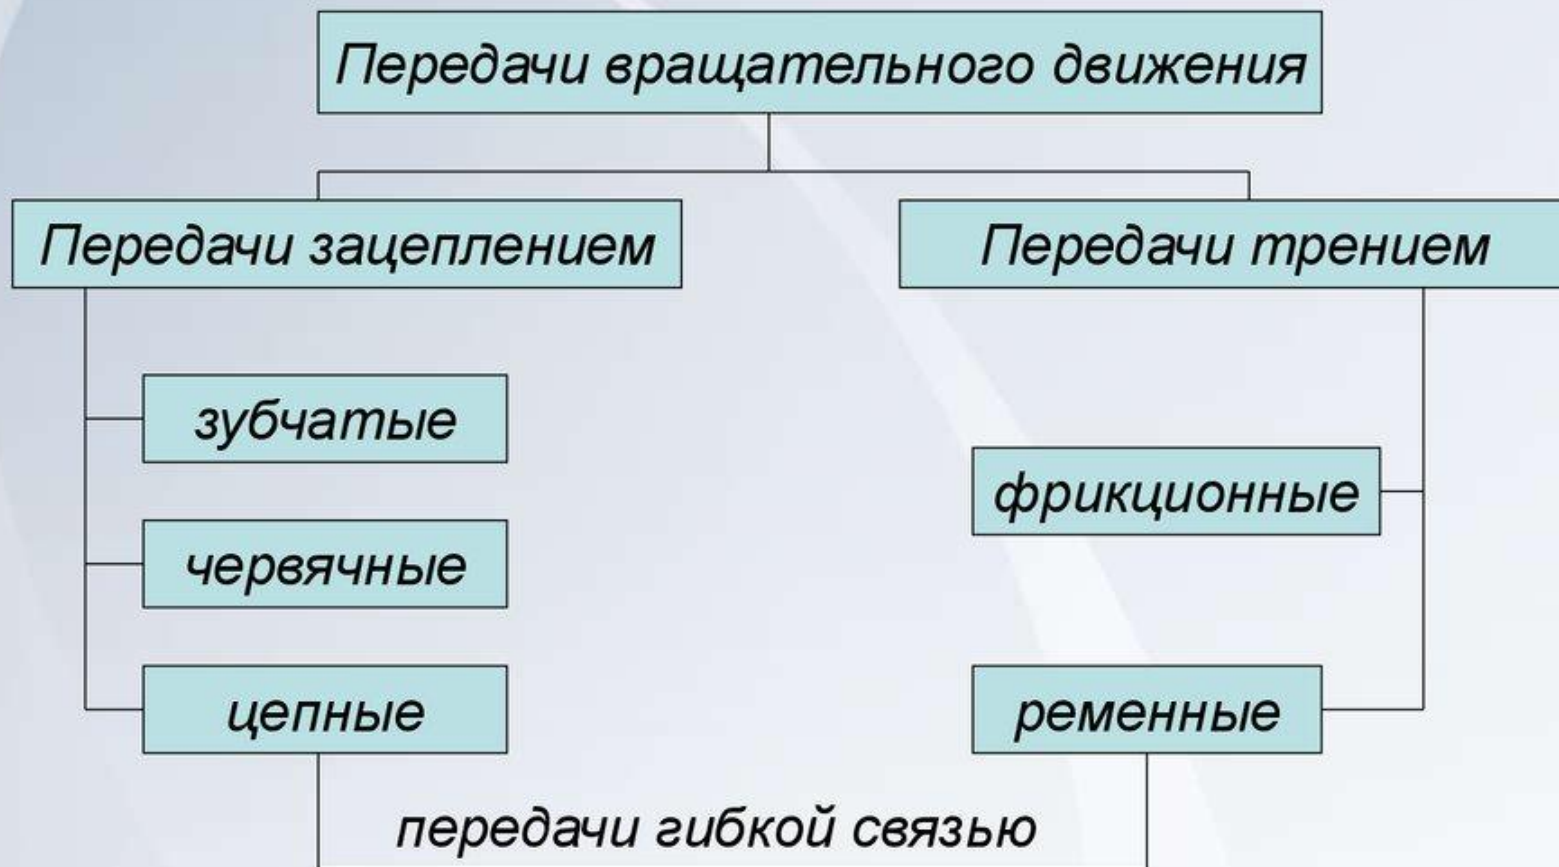 Передачи вращательного движения
Передачи зацеплением
Передачи трением
зубчатые
червячные
цепные
фрикционные
ременные
передачи гибкой связью